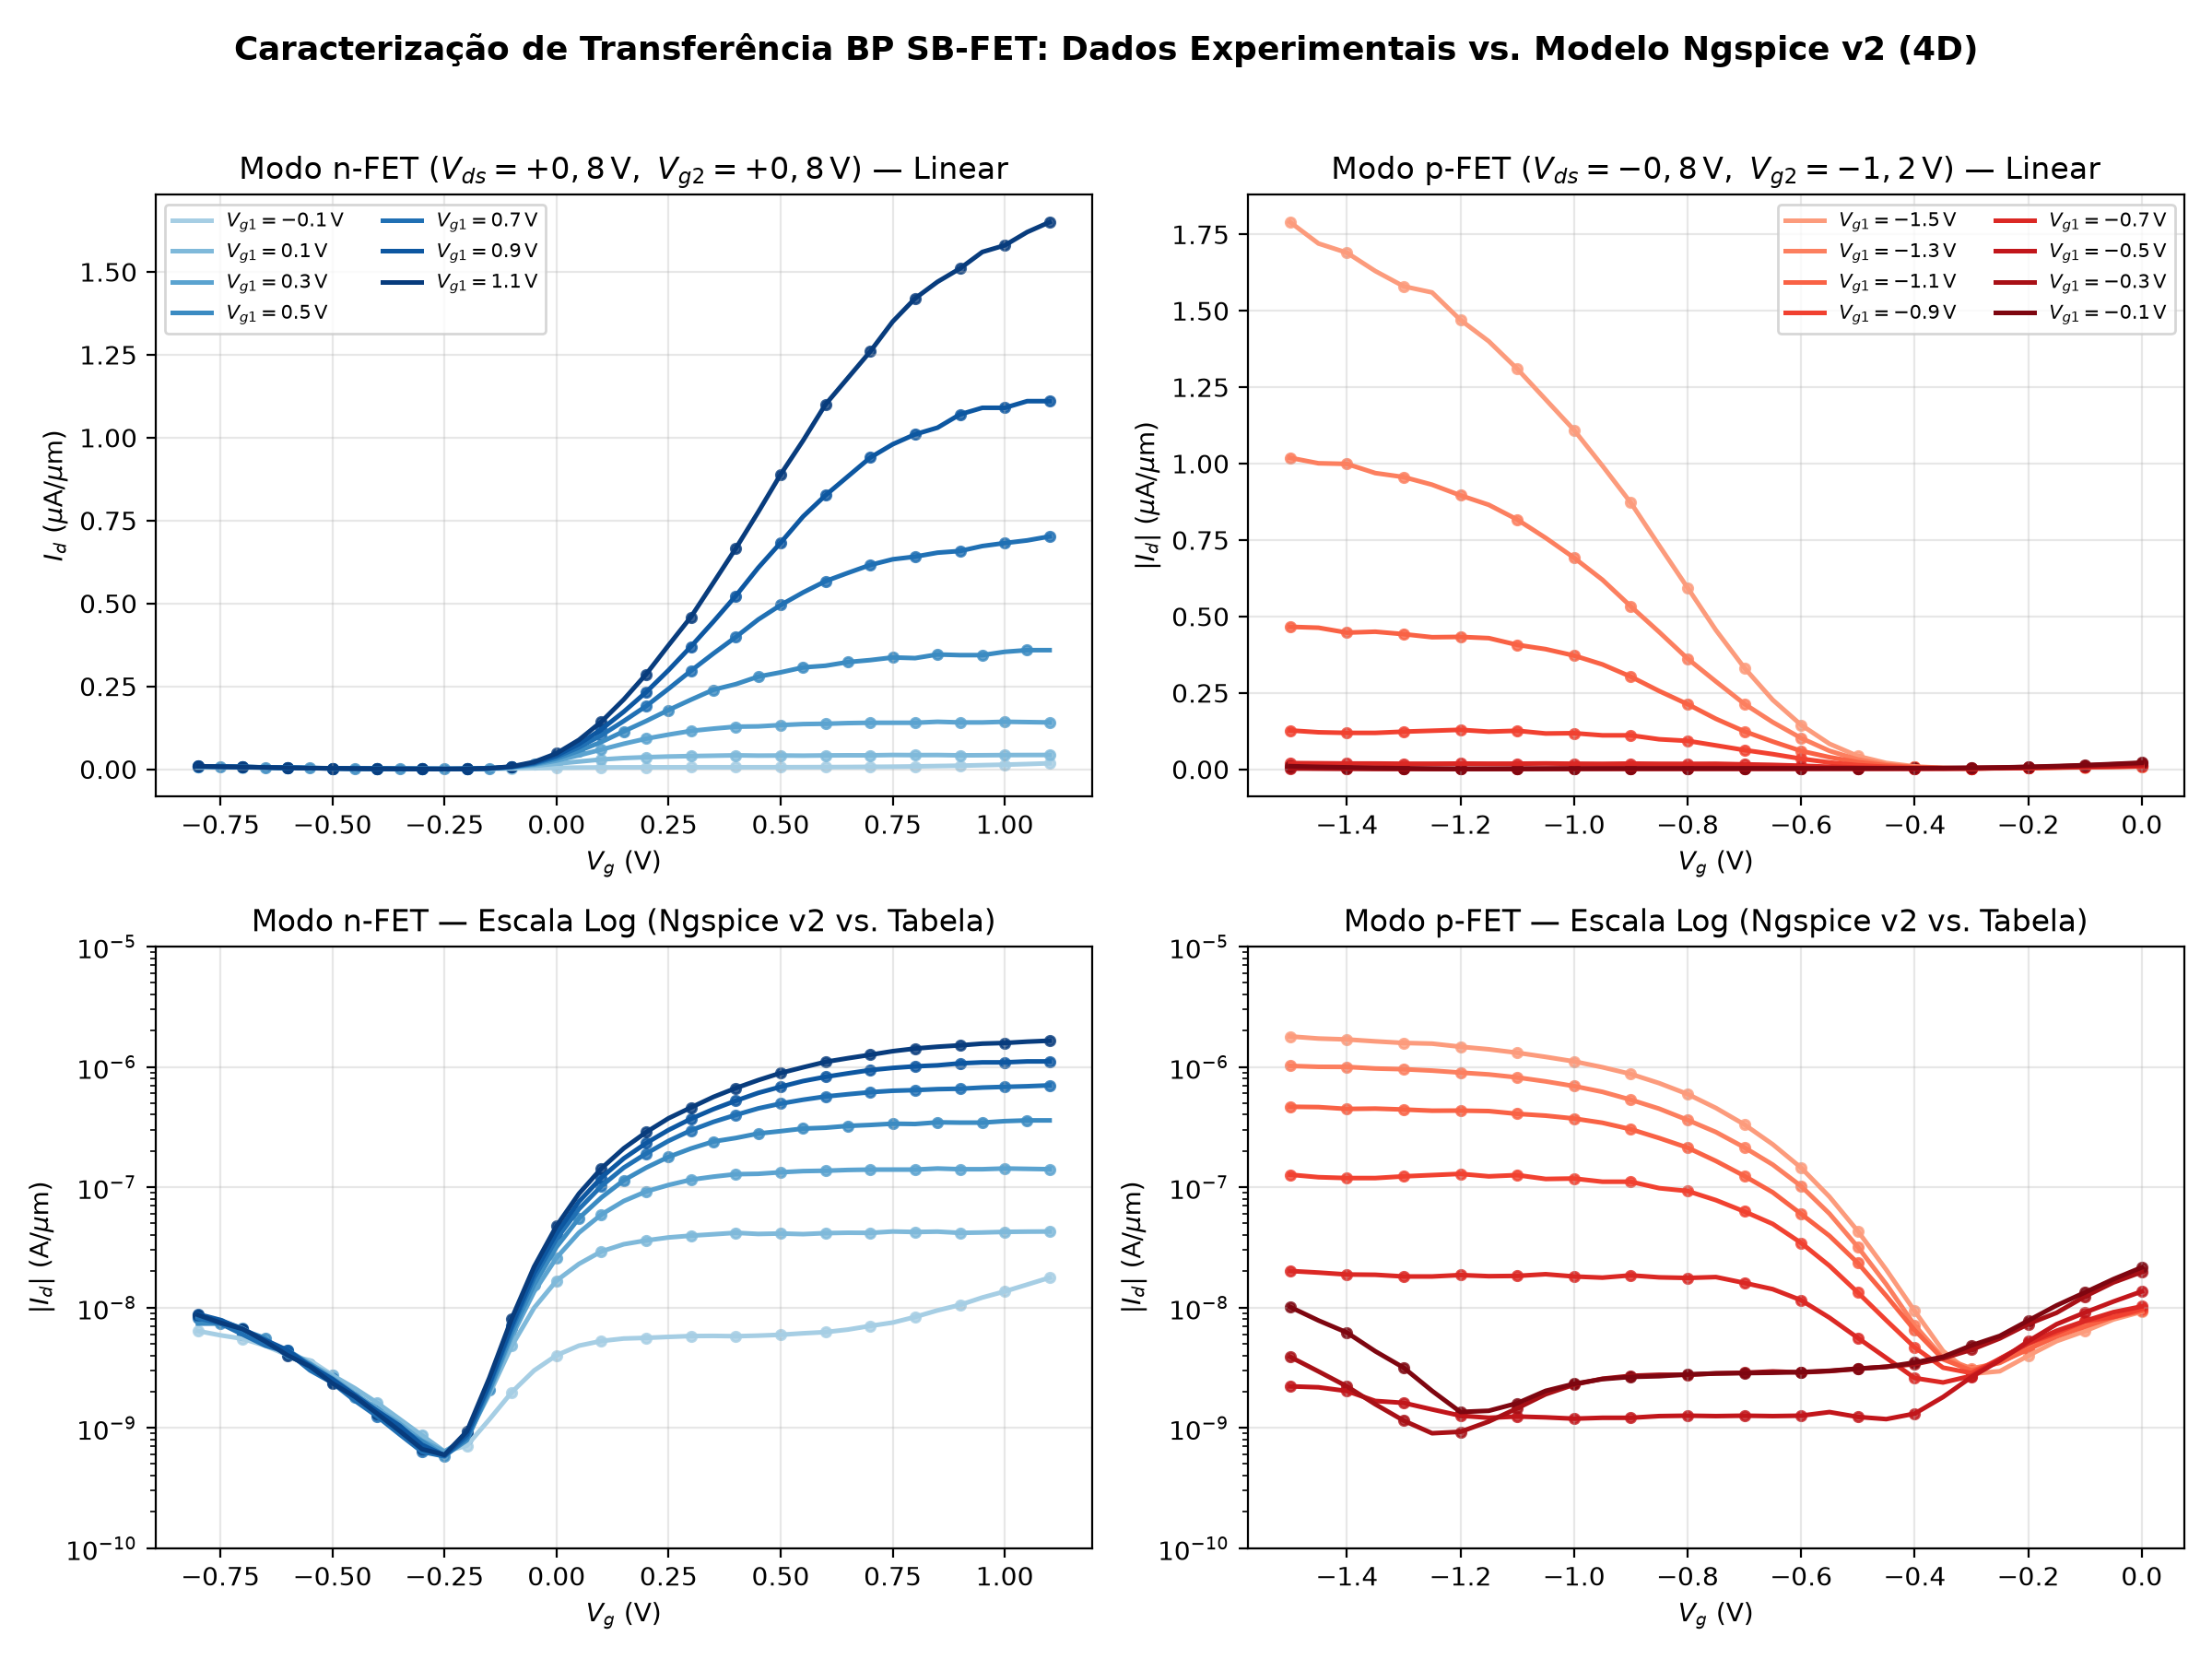 Caracterização de Transferência BP SB-FET: Dados Experimentais vs. Modelo Ngspice v2 (4D)
Modo n-FET (V_ds = +0, 8 V, V_g2 = +0, 8 V) — Linear
V_g1 = −0.1 V
V_g1 = 0.1 V
V_g1 = 0.3 V
V_g1 = 0.5 V
V_g1 = 0.7 V
V_g1 = 0.9 V
V_g1 = 1.1 V
I_d (μA/μm)
1.50
1.25
1.00
0.75
0.50
0.25
0.00
−0.75 −0.50 −0.25 0.00 0.25 0.50 0.75 1.00
V_g (V)
Modo p-FET (V_ds = −0, 8 V, V_g2 = −1, 2 V) — Linear
V_g1 = −1.5 V
V_g1 = −1.3 V
V_g1 = −1.1 V
V_g1 = −0.9 V
V_g1 = −0.7 V
V_g1 = −0.5 V
V_g1 = −0.3 V
V_g1 = −0.1 V
|I_d| (μA/μm)
1.75
1.50
1.25
1.00
0.75
0.50
0.25
0.00
−1.4 −1.2 −1.0 −0.8 −0.6 −0.4 −0.2 0.0
V_g (V)
Modo n-FET — Escala Log (Ngspice v2 vs. Tabela)
|I_d| (A/μm)
10⁻⁵
10⁻⁶
10⁻⁷
10⁻⁸
10⁻⁹
10⁻¹⁰
−0.75 −0.50 −0.25 0.00 0.25 0.50 0.75 1.00
V_g (V)
Modo p-FET — Escala Log (Ngspice v2 vs. Tabela)
|I_d| (A/μm)
10⁻⁵
10⁻⁶
10⁻⁷
10⁻⁸
10⁻⁹
10⁻¹⁰
−1.4 −1.2 −1.0 −0.8 −0.6 −0.4 −0.2 0.0
V_g (V)